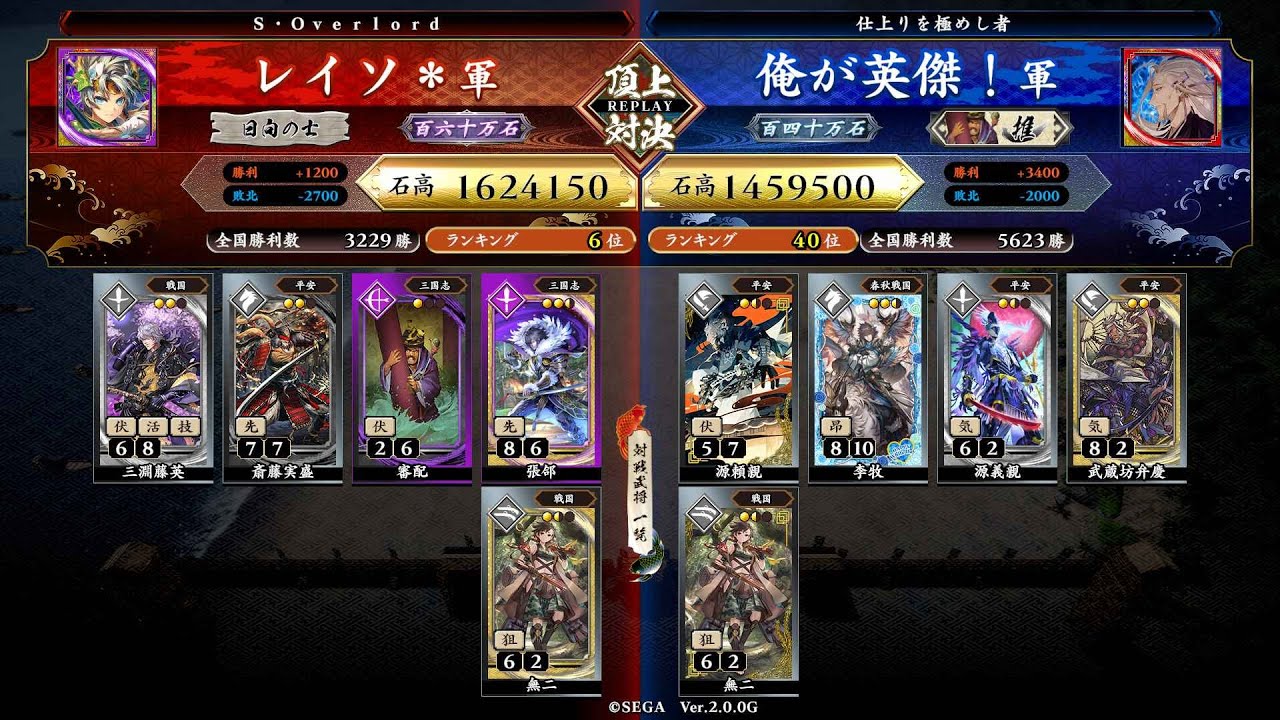 S・Overlord
仕上りを極めし者
レイソ＊軍
頂上
REPLAY
対決
俺が英傑！軍
日向の士
百六十万石
百四十万石
推
勝利 +1200
敗北 -2700
石高 1624150
石高 1459500
勝利 +3400
敗北 -2000
全国勝利数 3229勝
ランキング 6位
ランキング 40位
全国勝利数 5623勝
戦国
平安
三国志
三国志
平安
春秋戦国
平安
平安
伏 活 技
先
伏
先
伏
昂
気
気
6 8
7 7
2 6
8 6
5 7
8 10
6 2
8 2
三淵藤英
斎藤実盛
審配
張郃
源頼親
李牧
源義親
武蔵坊弁慶
対戦武将一覧
戦国
戦国
狙
狙
6 2
6 2
無二
無二
©SEGA Ver.2.0.0G